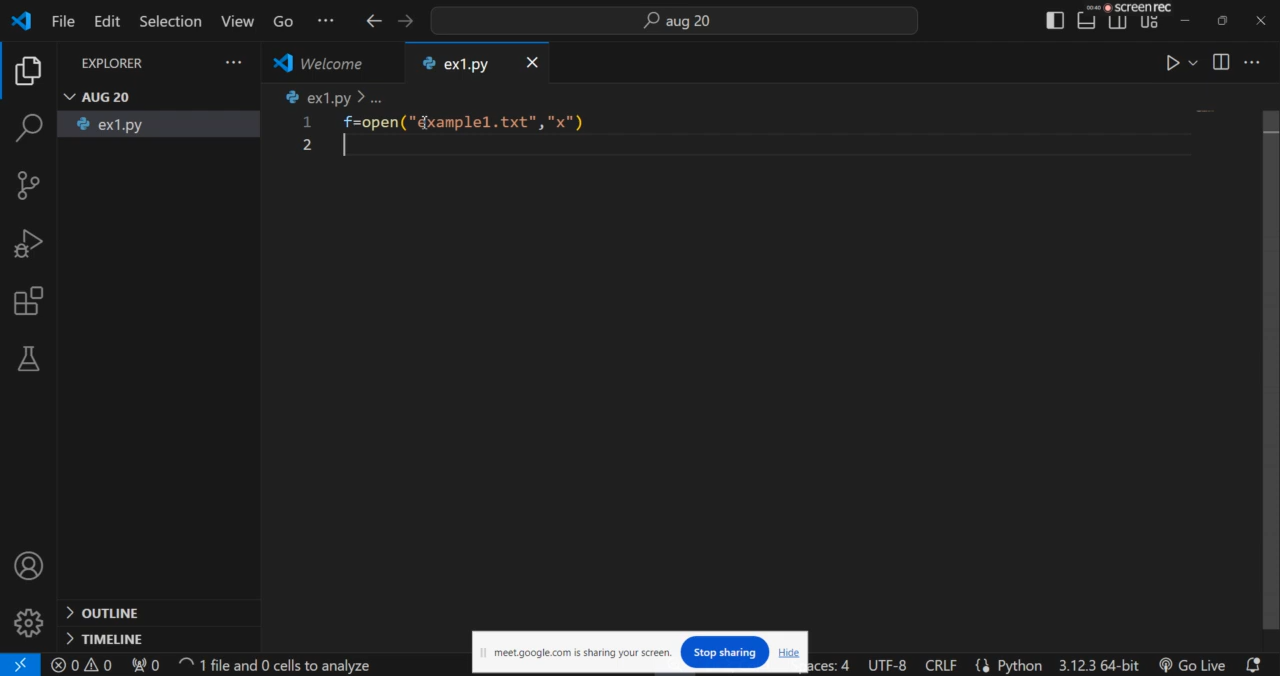 File Edit Selection View Go ··· aug 20 00:40 screenrec
EXPLORER ···
Welcome
ex1.py
AUG 20
ex1.py
ex1.py > ...
1 f=open("example1.txt","x")
2
OUTLINE
TIMELINE
meet.google.com is sharing your screen. Stop sharing Hide
0 0 0 1 file and 0 cells to analyze aces: 4 UTF-8 CRLF Python 3.12.3 64-bit Go Live